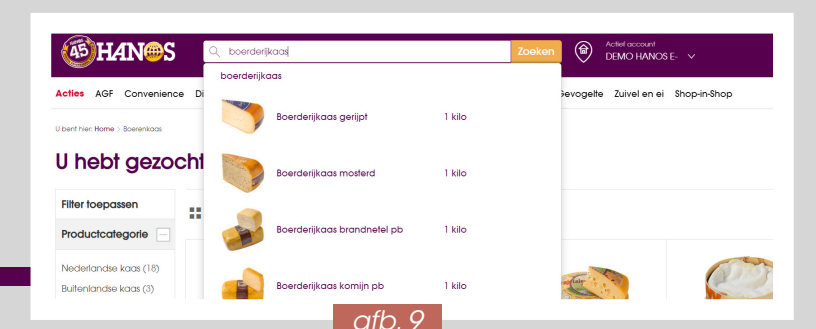 45 HANOS
boerderijkaas
Zoeken
Actief account
DEMO HANOS E-
boerderijkaas
Acties AGF Convenience Di
Gevogelte Zuivel en ei Shop-in-Shop
Boerderijkaas gerijpt 1 kilo
U bent hier: Home > Boerenkaas
U hebt gezocht
Boerderijkaas mosterd 1 kilo
Filter toepassen
Productcategorie
Boerderijkaas brandnetel pb 1 kilo
Nederlandse kaas (18)
Buitenlandse kaas (3)
Boerderijkaas komijn pb 1 kilo
afb. 9